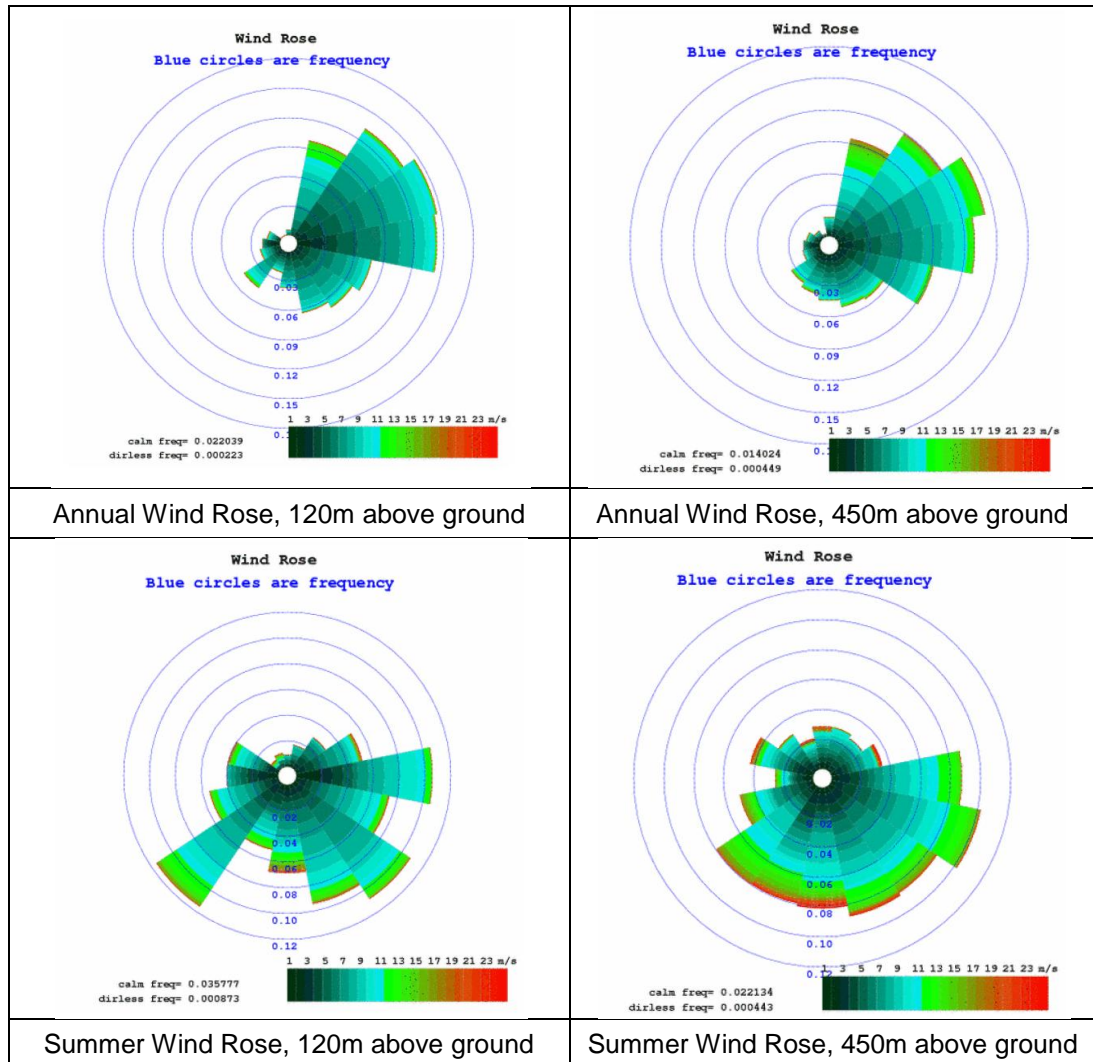 Wind Rose
Blue circles are frequency
0.03
0.06
0.09
0.12
0.15
1 3 5 7 9 11 13 15 17 19 21 23 m/s
calm freq= 0.022039
dirless freq= 0.000223
Annual Wind Rose, 120m above ground
Wind Rose
Blue circles are frequency
0.03
0.06
0.09
0.12
0.15
1 3 5 7 9 11 13 15 17 19 21 23 m/s
calm freq= 0.014024
dirless freq= 0.000449
Annual Wind Rose, 450m above ground
Wind Rose
Blue circles are frequency
0.02
0.04
0.06
0.08
0.10
0.12
1 3 5 7 9 11 13 15 17 19 21 23 m/s
calm freq= 0.035777
dirless freq= 0.000873
Summer Wind Rose, 120m above ground
Wind Rose
Blue circles are frequency
0.02
0.04
0.06
0.08
0.10
0.12
1 3 5 7 9 11 13 15 17 19 21 23 m/s
calm freq= 0.022134
dirless freq= 0.000443
Summer Wind Rose, 450m above ground